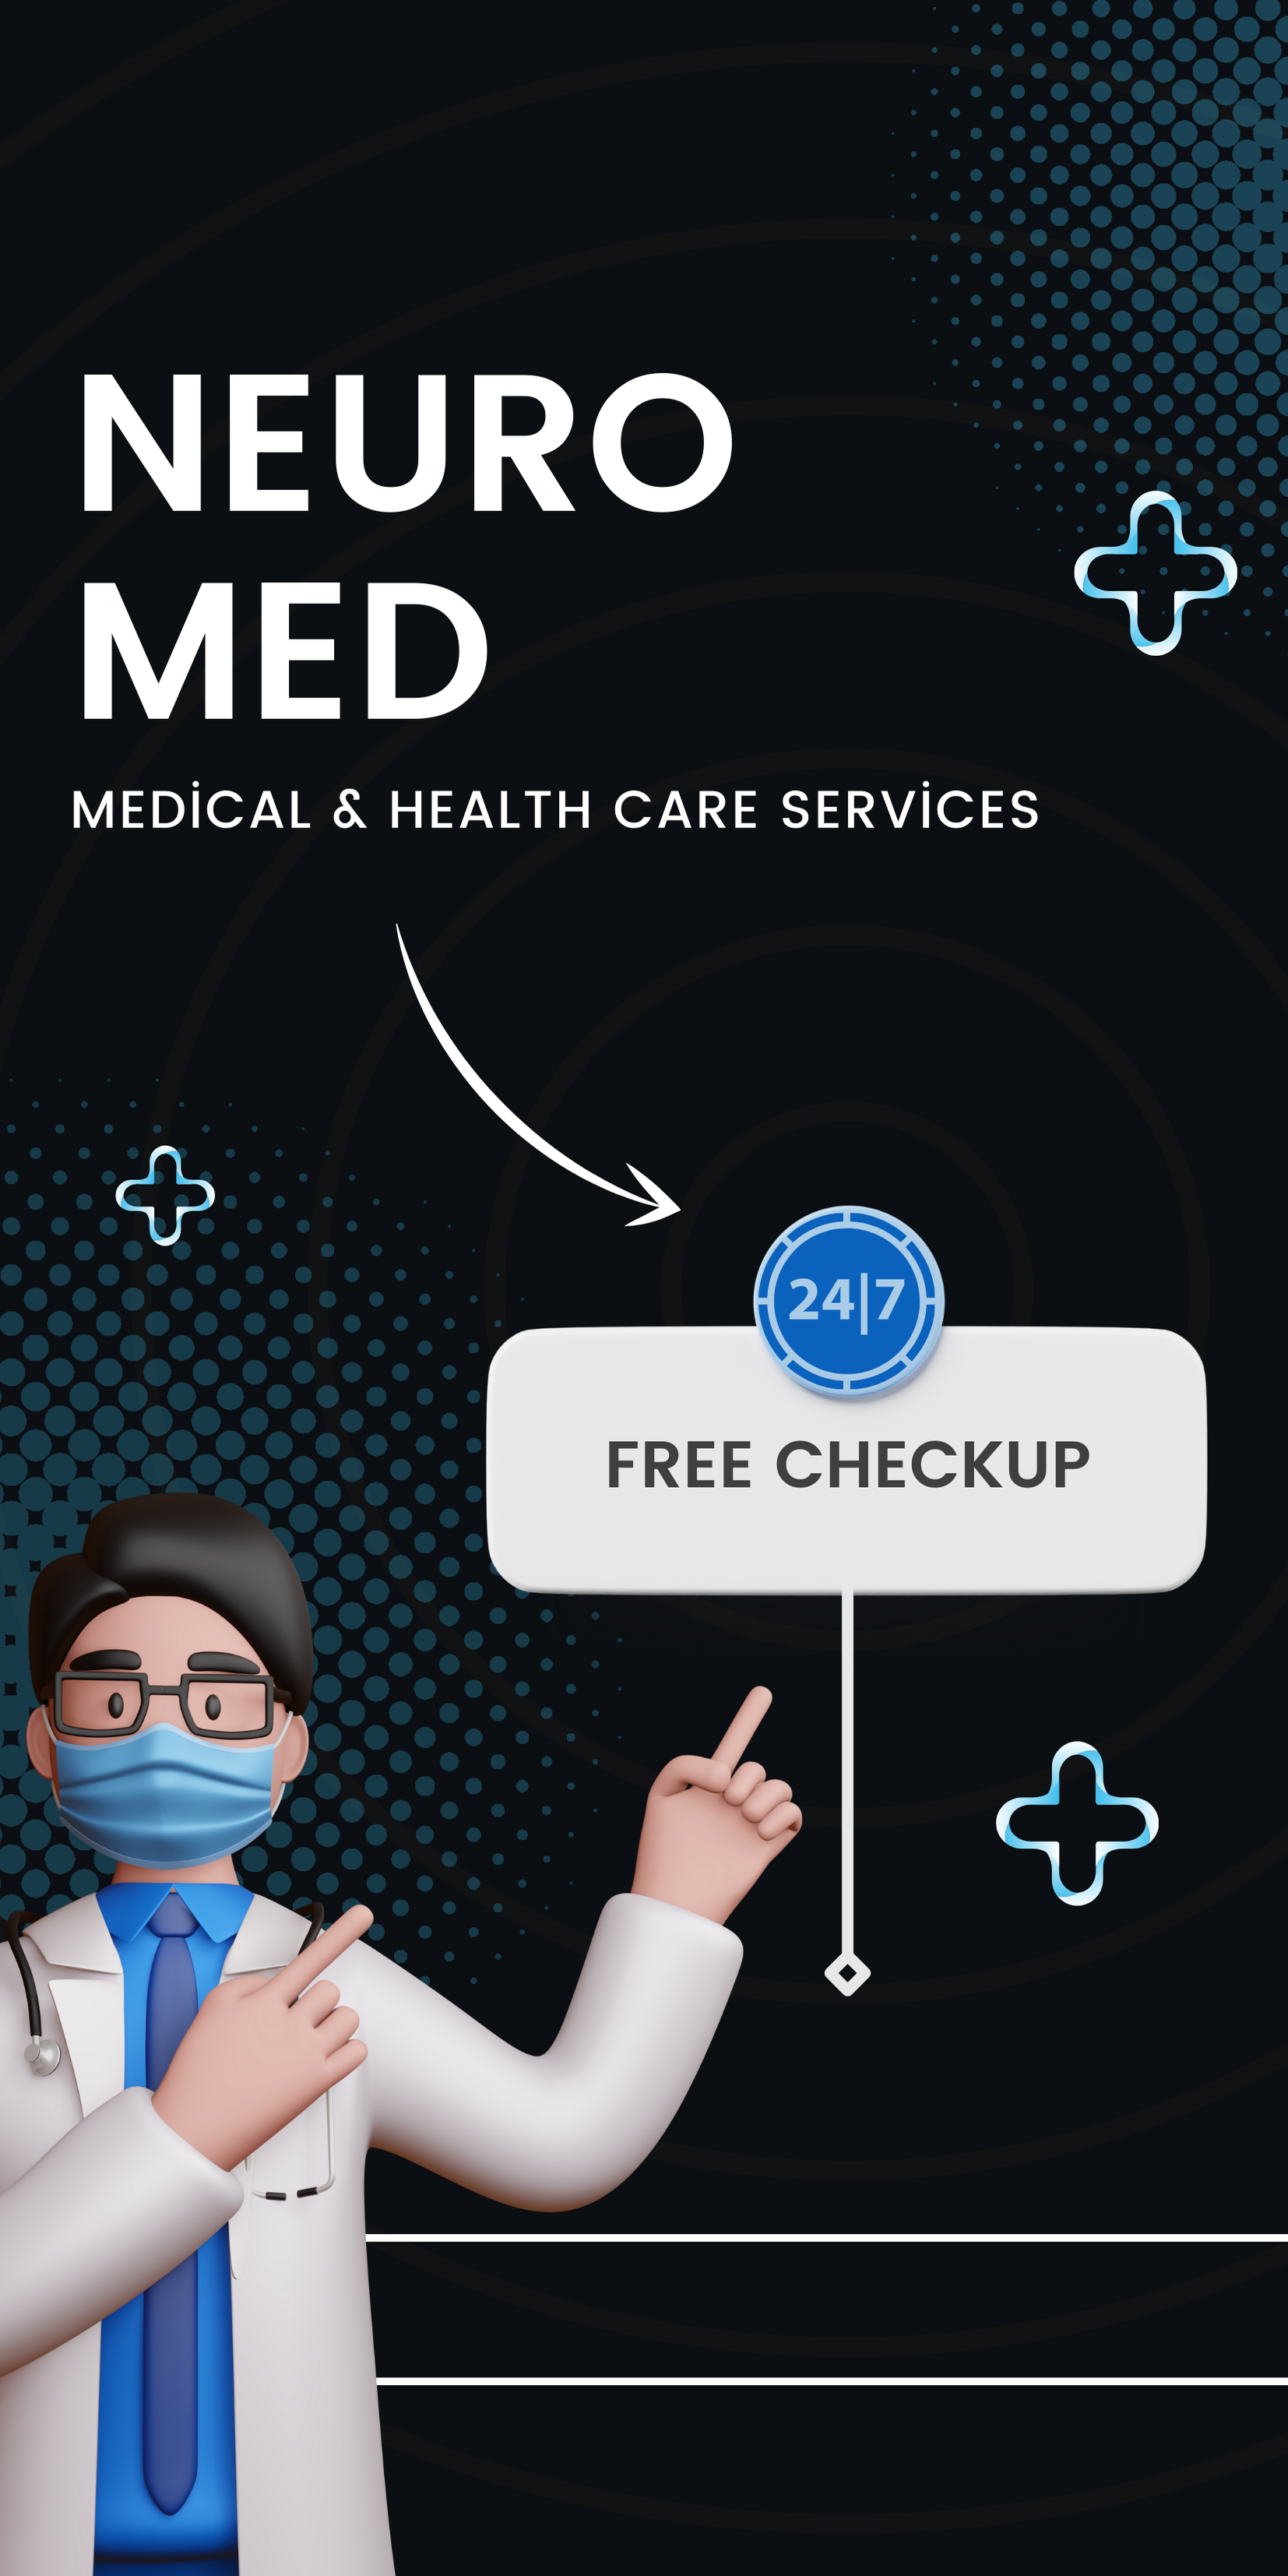 NEURO
MED
MEDİCAL & HEALTH CARE SERVİCES
24|7
FREE CHECKUP